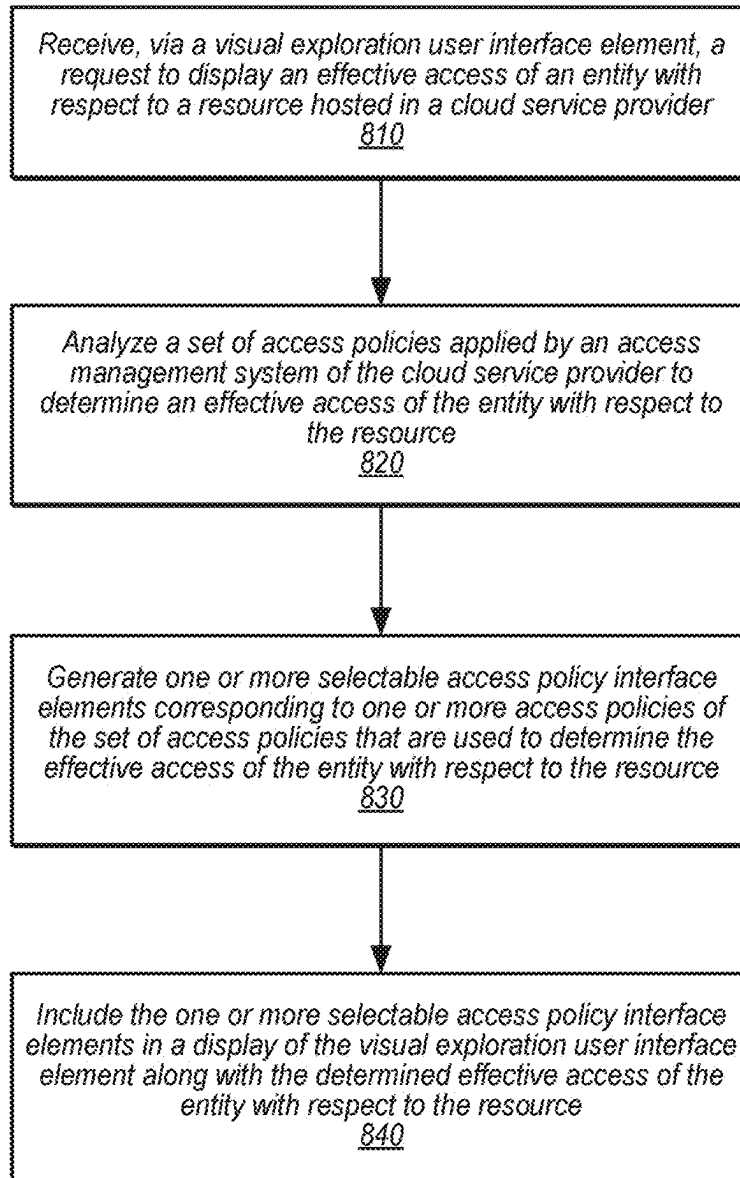 Receive, via a visual exploration user interface element, a
request to display an effective access of an entity with
respect to a resource hosted in a cloud service provider
810
Analyze a set of access policies applied by an access
management system of the cloud service provider to
determine an effective access of the entity with respect to
the resource
820
Generate one or more selectable access policy interface
elements corresponding to one or more access policies of
the set of access policies that are used to determine the
effective access of the entity with respect to the resource
830
Include the one or more selectable access policy interface
elements in a display of the visual exploration user interface
element along with the determined effective access of the
entity with respect to the resource
840